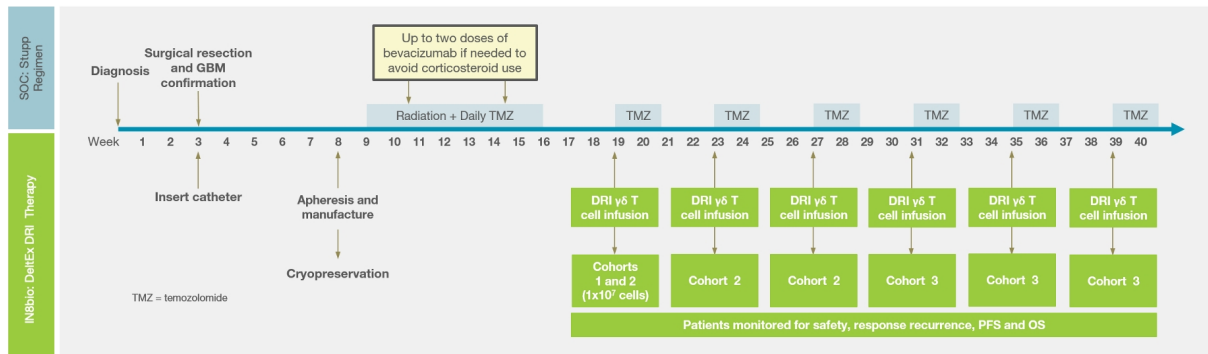 SOC: Stupp
Regimen
Diagnosis
Surgical resection
and GBM
confirmation
Up to two doses of
bevacizumab if needed to
avoid corticosteroid use
Radiation + Daily TMZ
TMZ
TMZ
TMZ
TMZ
TMZ
TMZ
Week 1 2 3 4 5 6 7 8 9 10 11 12 13 14 15 16 17 18 19 20 21 22 23 24 25 26 27 28 29 30 31 32 33 34 35 36 37 38 39 40
IN8bio: DeltEx DRI Therapy
Insert catheter
Apheresis and
manufacture
Cryopreservation
TMZ = temozolomide
DRI γδ T
cell infusion
DRI γδ T
cell infusion
DRI γδ T
cell infusion
DRI γδ T
cell infusion
DRI γδ T
cell infusion
DRI γδ T
cell infusion
Cohorts
1 and 2
(1x10⁷ cells)
Cohort 2
Cohort 2
Cohort 3
Cohort 3
Cohort 3
Patients monitored for safety, response recurrence, PFS and OS